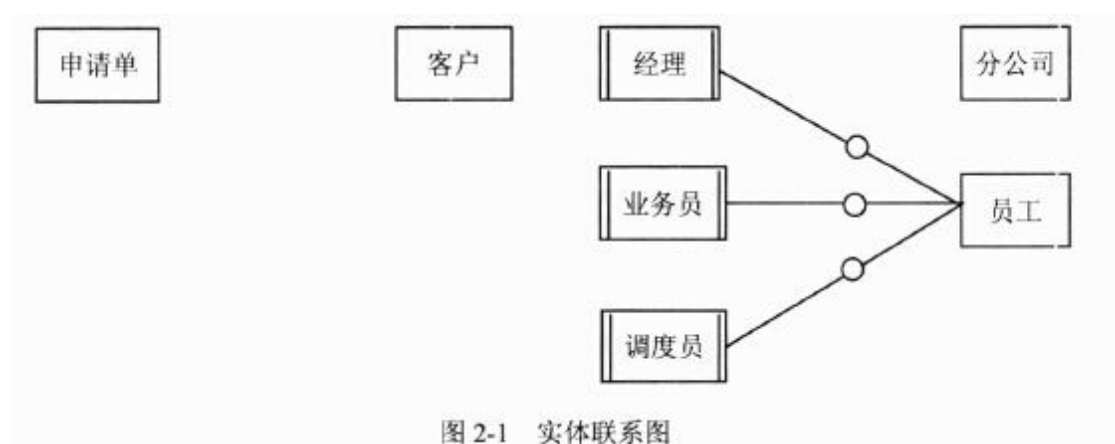 申请单
客户
经理
分公司
业务员
员工
调度员
图 2-1 实体联系图